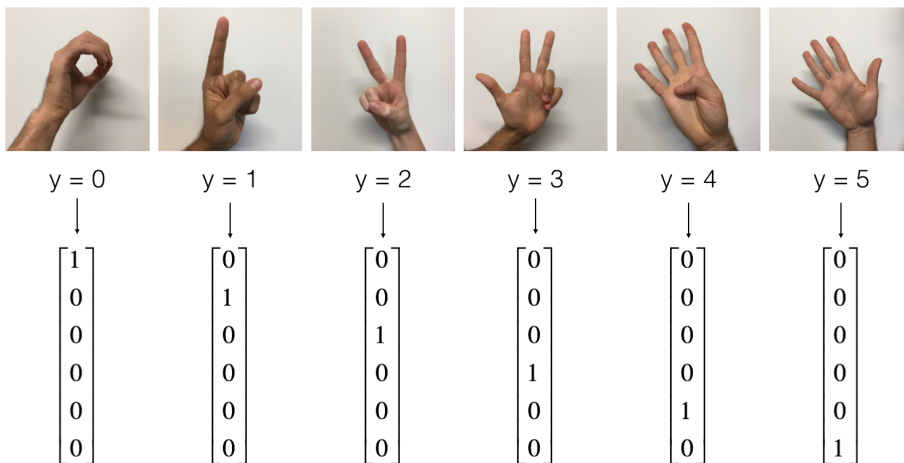 y = 0 y = 1 y = 2 y = 3 y = 4 y = 5
1 0 0 0 0 0
0 1 0 0 0 0
0 0 1 0 0 0
0 0 0 1 0 0
0 0 0 0 1 0
0 0 0 0 0 1